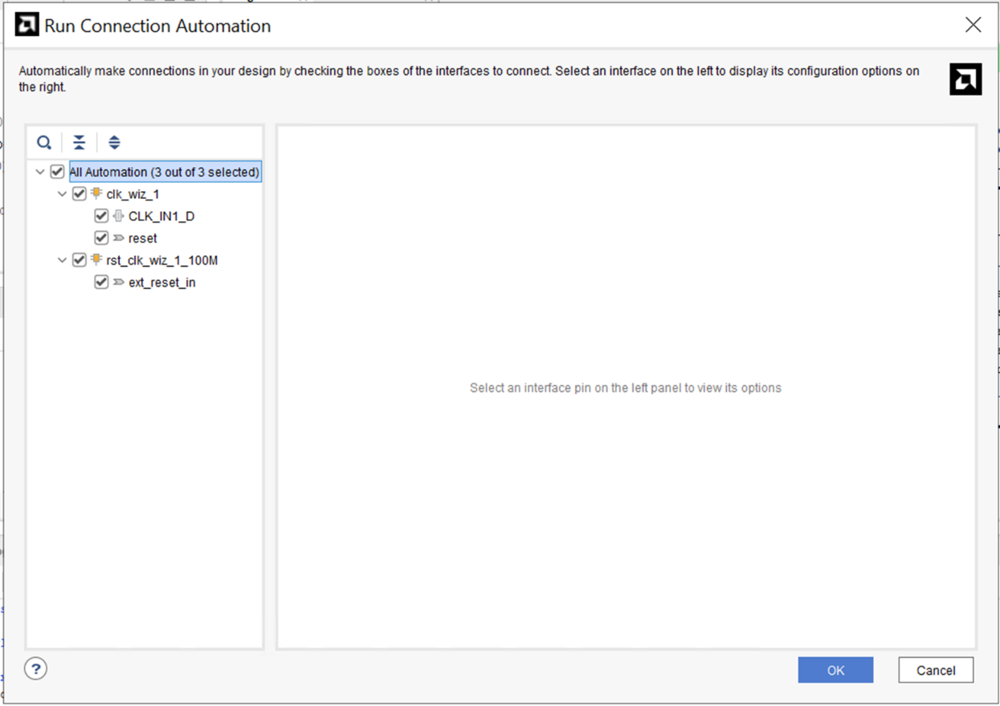 Run Connection Automation
Automatically make connections in your design by checking the boxes of the interfaces to connect. Select an interface on the left to display its configuration options on
the right.
All Automation (3 out of 3 selected)
clk_wiz_1
CLK_IN1_D
reset
rst_clk_wiz_1_100M
ext_reset_in
Select an interface pin on the left panel to view its options
?
OK
Cancel